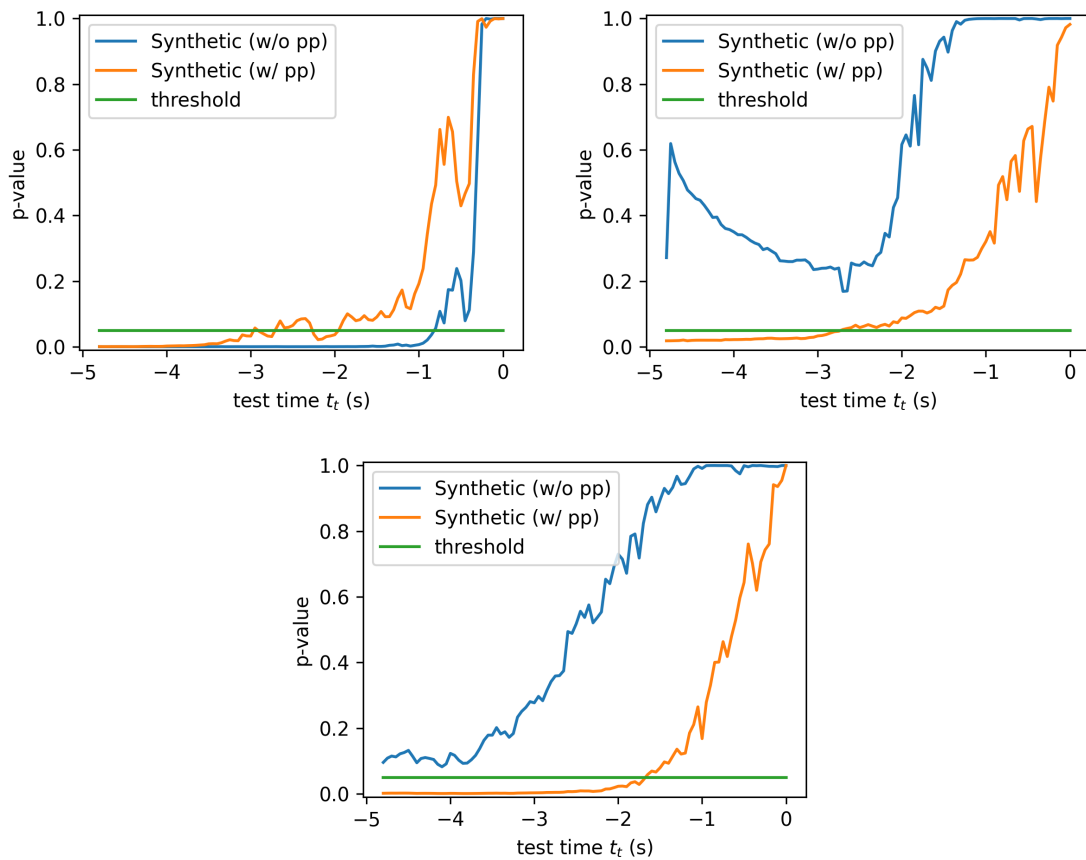 1.0
0.8
0.6
0.4
0.2
0.0
p-value
Synthetic (w/o pp)
Synthetic (w/ pp)
threshold
−5 −4 −3 −2 −1 0
test time t_t (s)
1.0
0.8
0.6
0.4
0.2
0.0
p-value
Synthetic (w/o pp)
Synthetic (w/ pp)
threshold
−5 −4 −3 −2 −1 0
test time t_t (s)
1.0
0.8
0.6
0.4
0.2
0.0
p-value
Synthetic (w/o pp)
Synthetic (w/ pp)
threshold
−5 −4 −3 −2 −1 0
test time t_t (s)